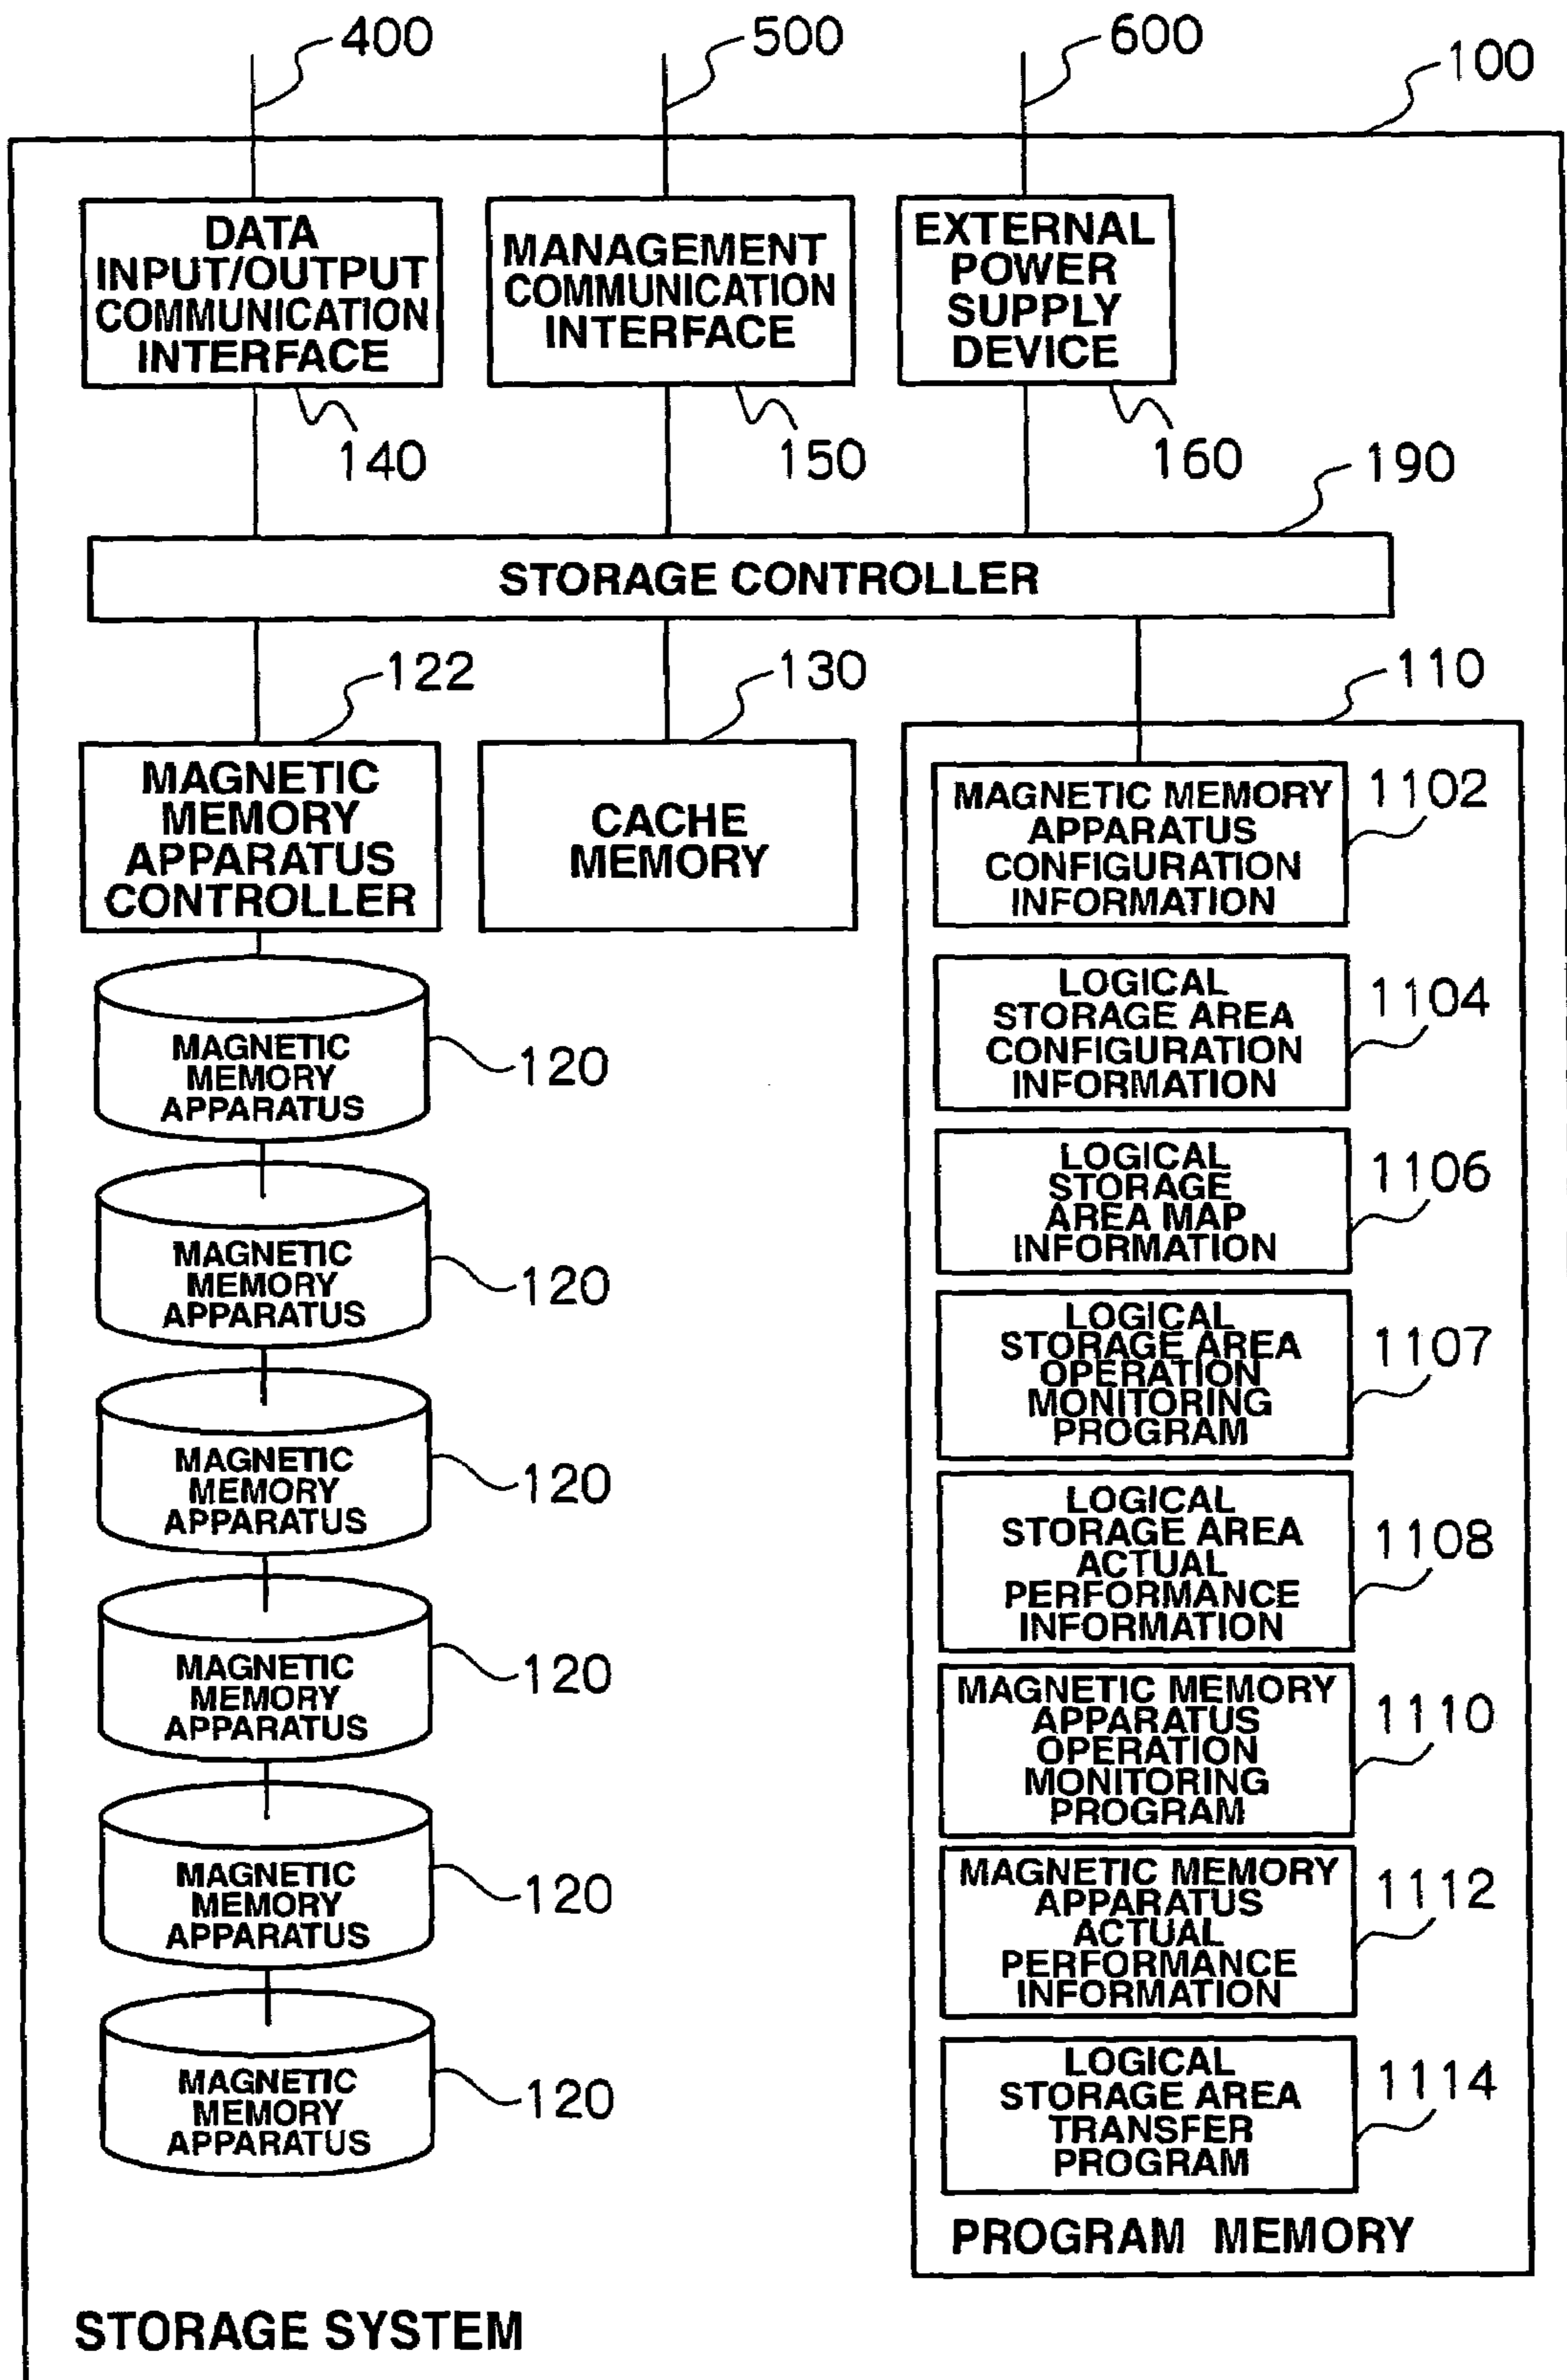 400
500
600
100
DATA
INPUT/OUTPUT
COMMUNICATION
INTERFACE
140
MANAGEMENT
COMMUNICATION
INTERFACE
150
EXTERNAL
POWER
SUPPLY
DEVICE
160
190
STORAGE CONTROLLER
122
MAGNETIC
MEMORY
APPARATUS
CONTROLLER
130
CACHE
MEMORY
110
MAGNETIC
MEMORY
APPARATUS
120
MAGNETIC
MEMORY
APPARATUS
120
MAGNETIC
MEMORY
APPARATUS
120
MAGNETIC
MEMORY
APPARATUS
120
MAGNETIC
MEMORY
APPARATUS
120
MAGNETIC
MEMORY
APPARATUS
120
MAGNETIC MEMORY
APPARATUS
CONFIGURATION
INFORMATION
1102
LOGICAL
STORAGE AREA
CONFIGURATION
INFORMATION
1104
LOGICAL
STORAGE
AREA MAP
INFORMATION
1106
LOGICAL
STORAGE AREA
OPERATION
MONITORING
PROGRAM
1107
LOGICAL
STORAGE AREA
ACTUAL
PERFORMANCE
INFORMATION
1108
MAGNETIC MEMORY
APPARATUS
OPERATION
MONITORING
PROGRAM
1110
MAGNETIC MEMORY
APPARATUS
ACTUAL
PERFORMANCE
INFORMATION
1112
LOGICAL
STORAGE AREA
TRANSFER
PROGRAM
1114
PROGRAM MEMORY
STORAGE SYSTEM